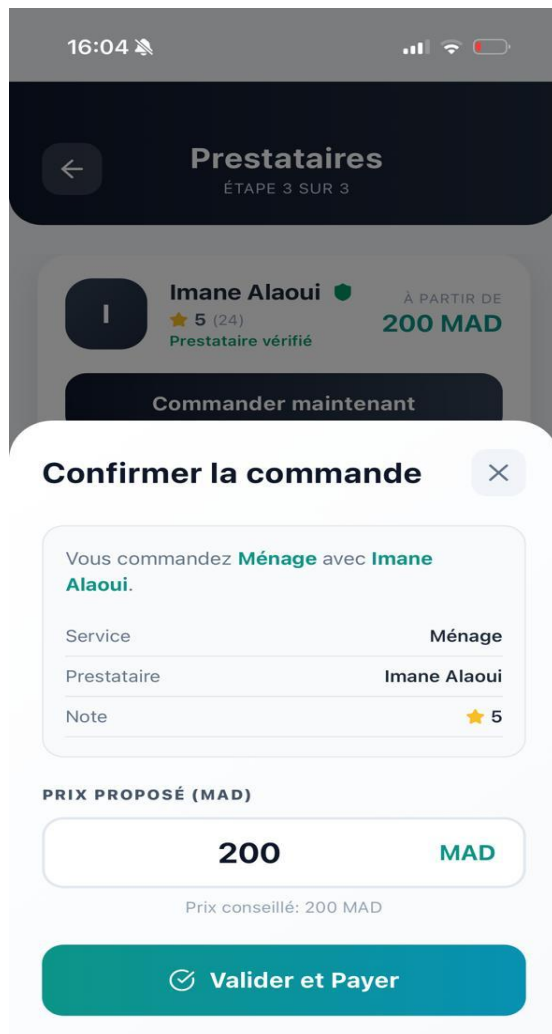 16:04
Prestataires
ÉTAPE 3 SUR 3
I
Imane Alaoui
5 (24)
Prestataire vérifié
À PARTIR DE
200 MAD
Commander maintenant
Confirmer la commande
Vous commandez Ménage avec Imane
Alaoui.
Service Ménage
Prestataire Imane Alaoui
Note 5
PRIX PROPOSÉ (MAD)
200 MAD
Prix conseillé: 200 MAD
Valider et Payer